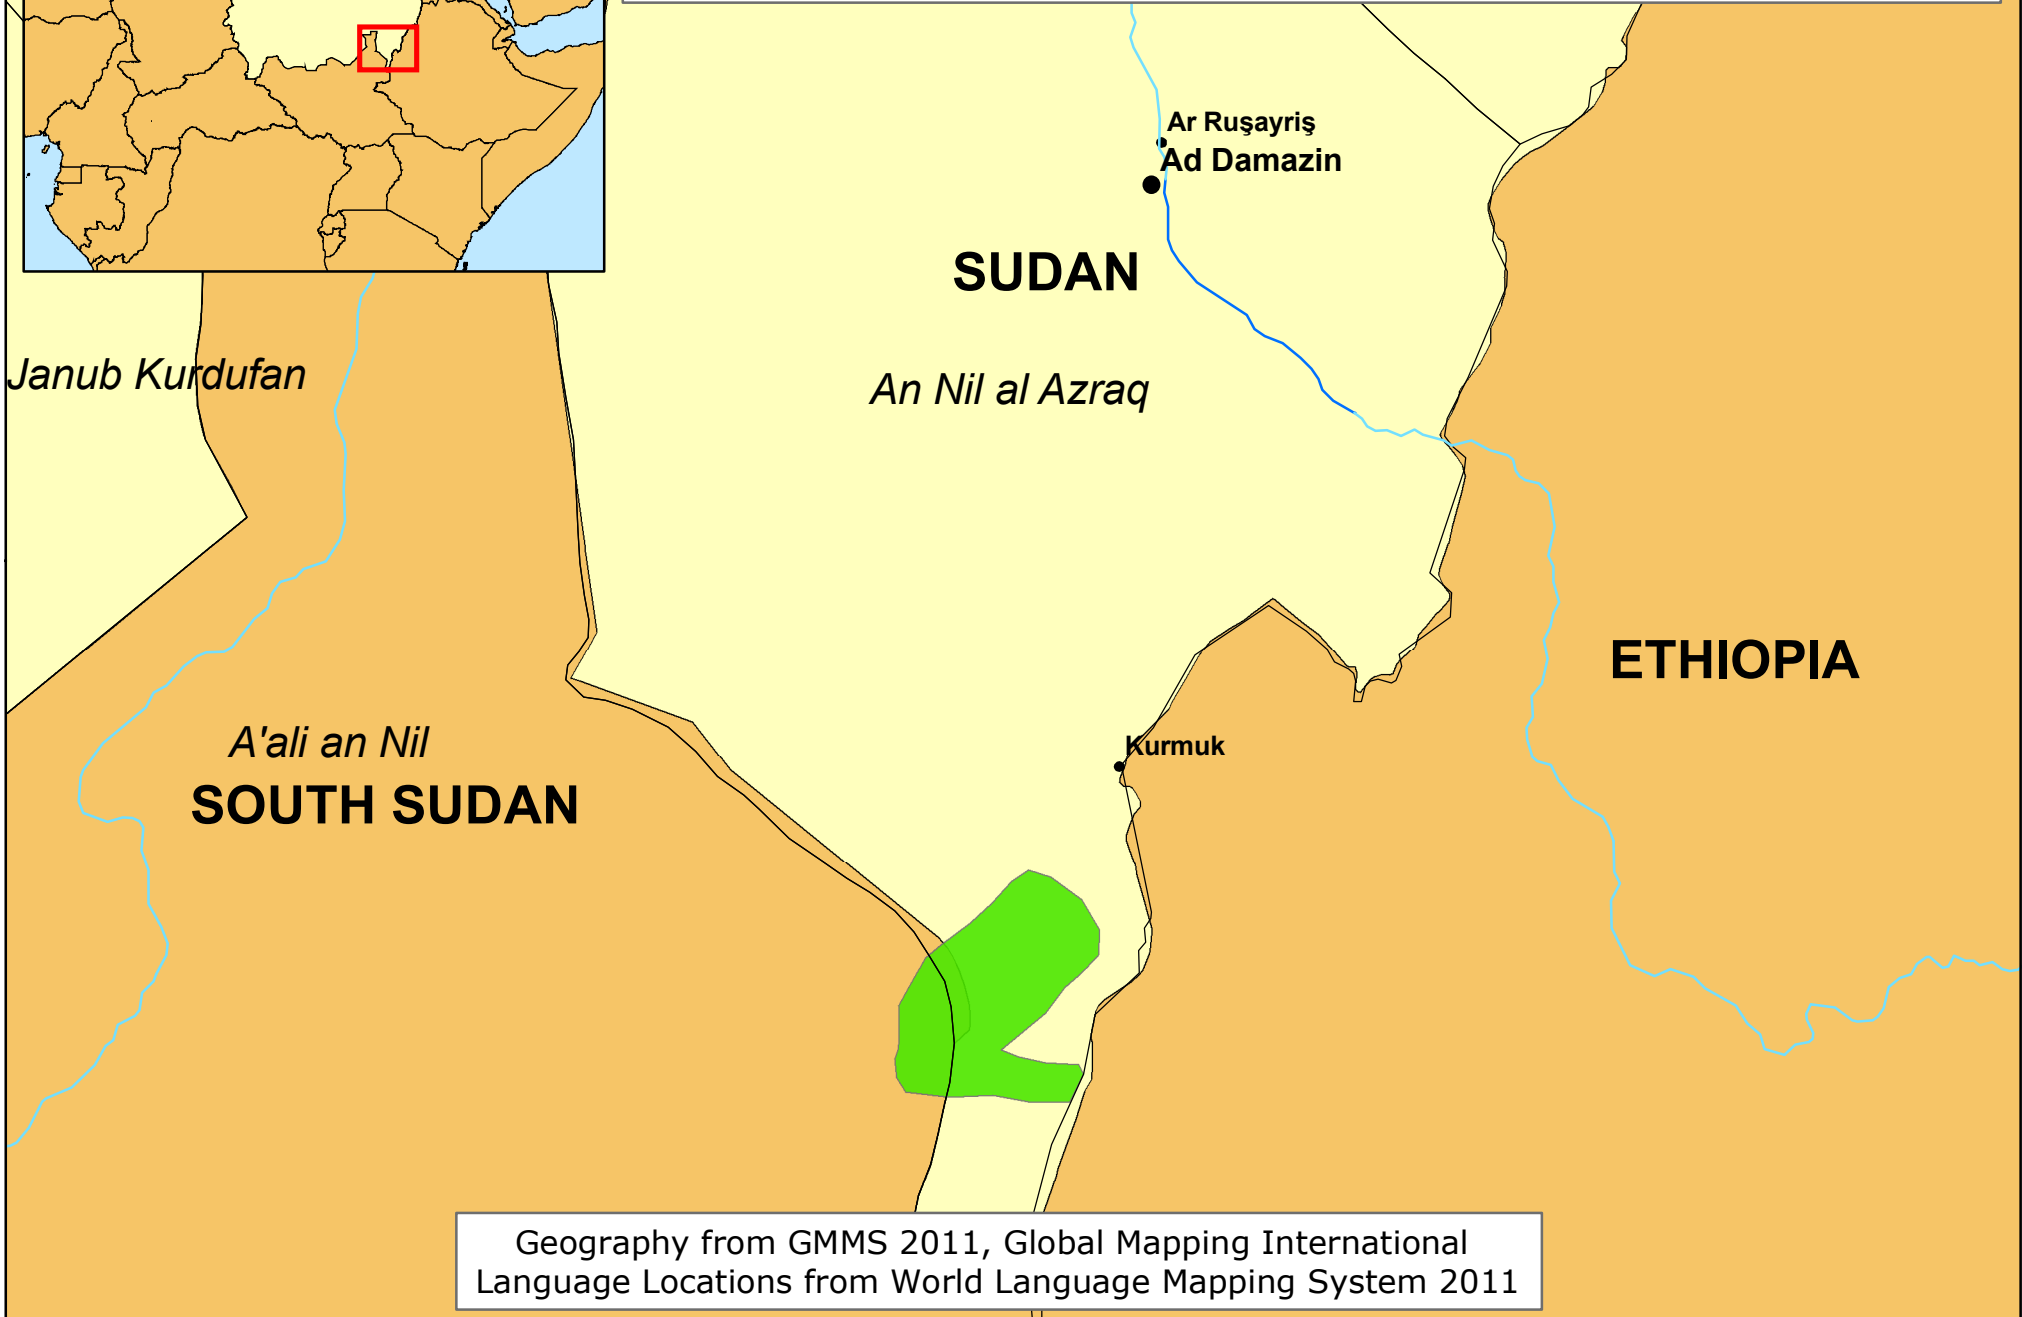 Ar Ruşayriş
Ad Damazin
SUDAN
Janub Kurdufan
An Nil al Azraq
ETHIOPIA
A'ali an Nil
Kurmuk
SOUTH SUDAN
Geography from GMMS 2011, Global Mapping International
Language Locations from World Language Mapping System 2011